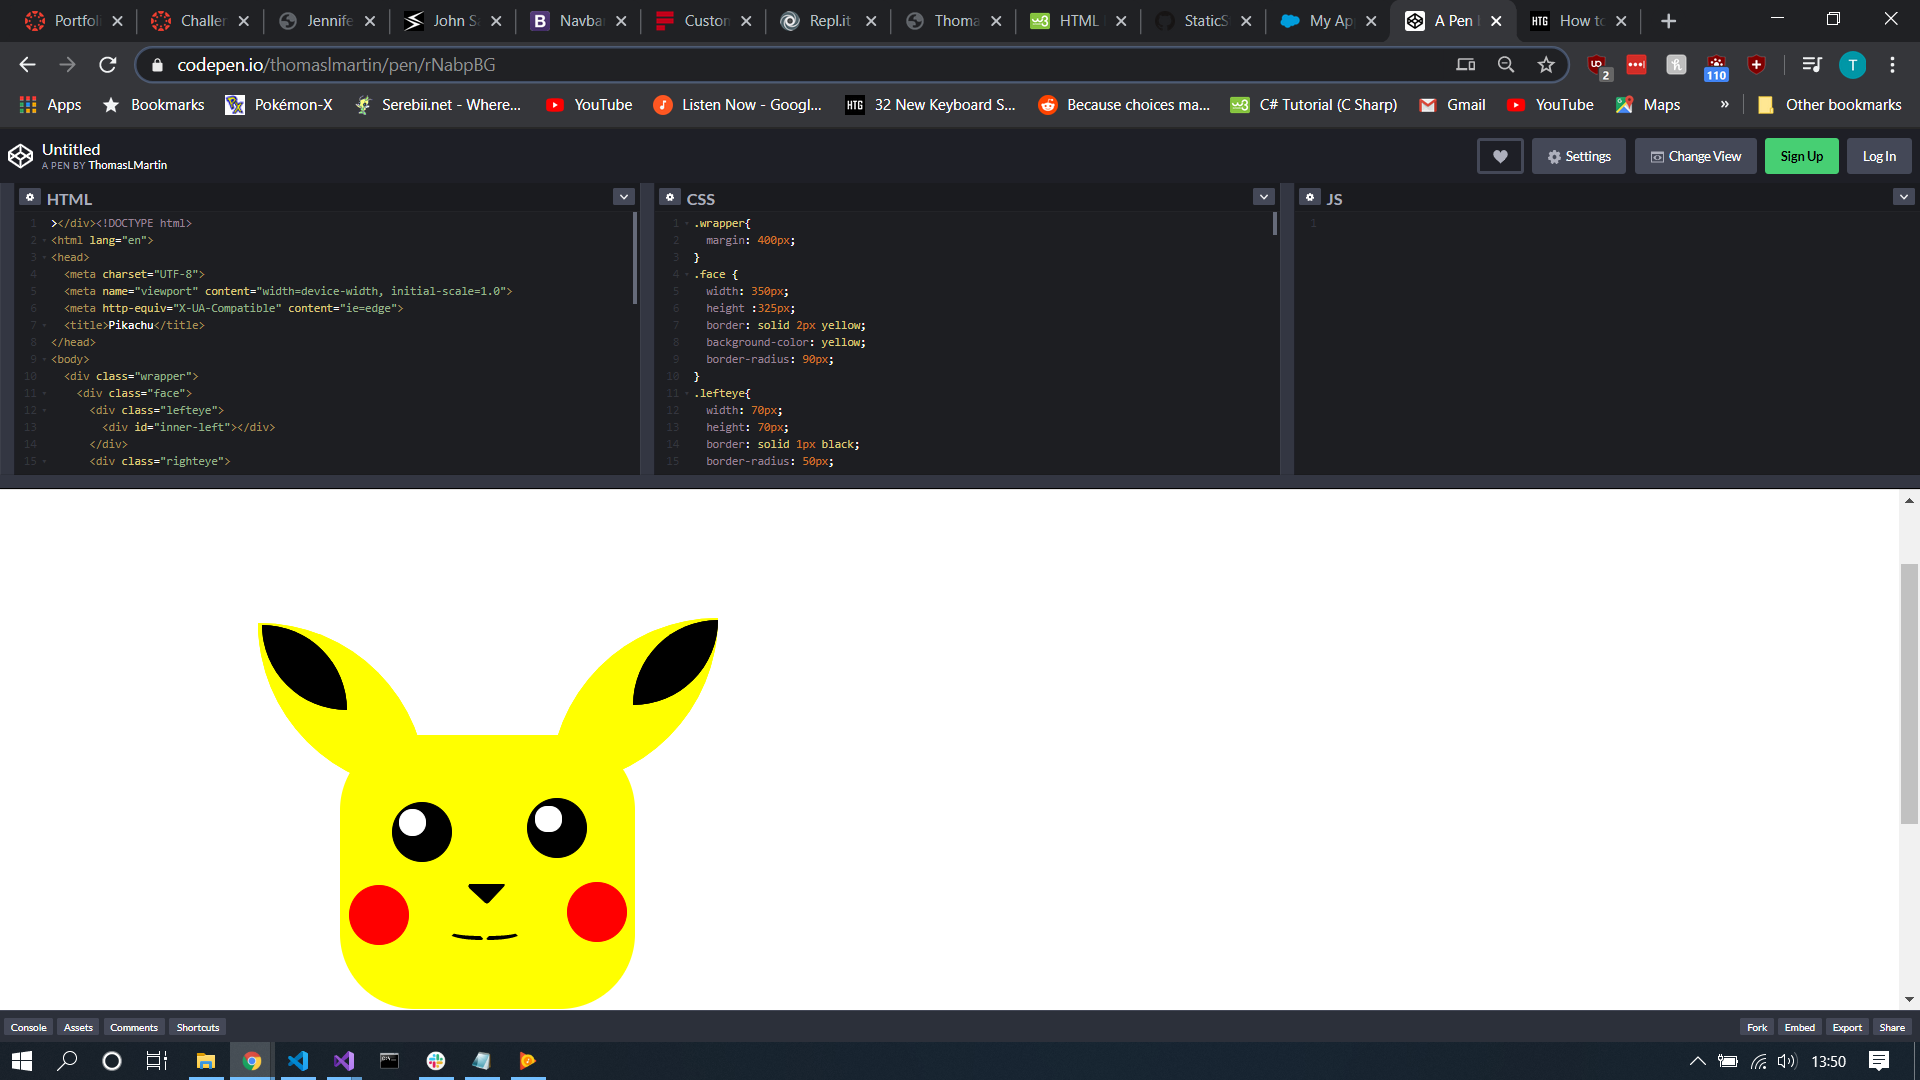 Portfoli Challer Jennife John Sa Navbar Custon Repl.it Thoma HTML StaticS My Ap A Pen How to
codepen.io/thomaslmartin/pen/rNabpBG
UO 2 110 T
Apps Bookmarks Pokémon-X Serebii.net - Where... YouTube Listen Now - Googl... HTG 32 New Keyboard S... Because choices ma... C# Tutorial (C Sharp) Gmail YouTube Maps » Other bookmarks
Untitled
A PEN BY ThomasLMartin
Settings Change View Sign Up Log In
HTML
1 ></div><!DOCTYPE html>
2 <html lang="en">
3 <head>
4 <meta charset="UTF-8">
5 <meta name="viewport" content="width=device-width, initial-scale=1.0">
6 <meta http-equiv="X-UA-Compatible" content="ie=edge">
7 <title>Pikachu</title>
8 </head>
9 <body>
10 <div class="wrapper">
11 <div class="face">
12 <div class="lefteye">
13 <div id="inner-left"></div>
14 </div>
15 <div class="righteye">
CSS
1 .wrapper{
2 margin: 400px;
3 }
4 .face {
5 width: 350px;
6 height :325px;
7 border: solid 2px yellow;
8 background-color: yellow;
9 border-radius: 90px;
10 }
11 .lefteye{
12 width: 70px;
13 height: 70px;
14 border: solid 1px black;
15 border-radius: 50px;
JS
1
Console Assets Comments Shortcuts Fork Embed Export Share
13:50